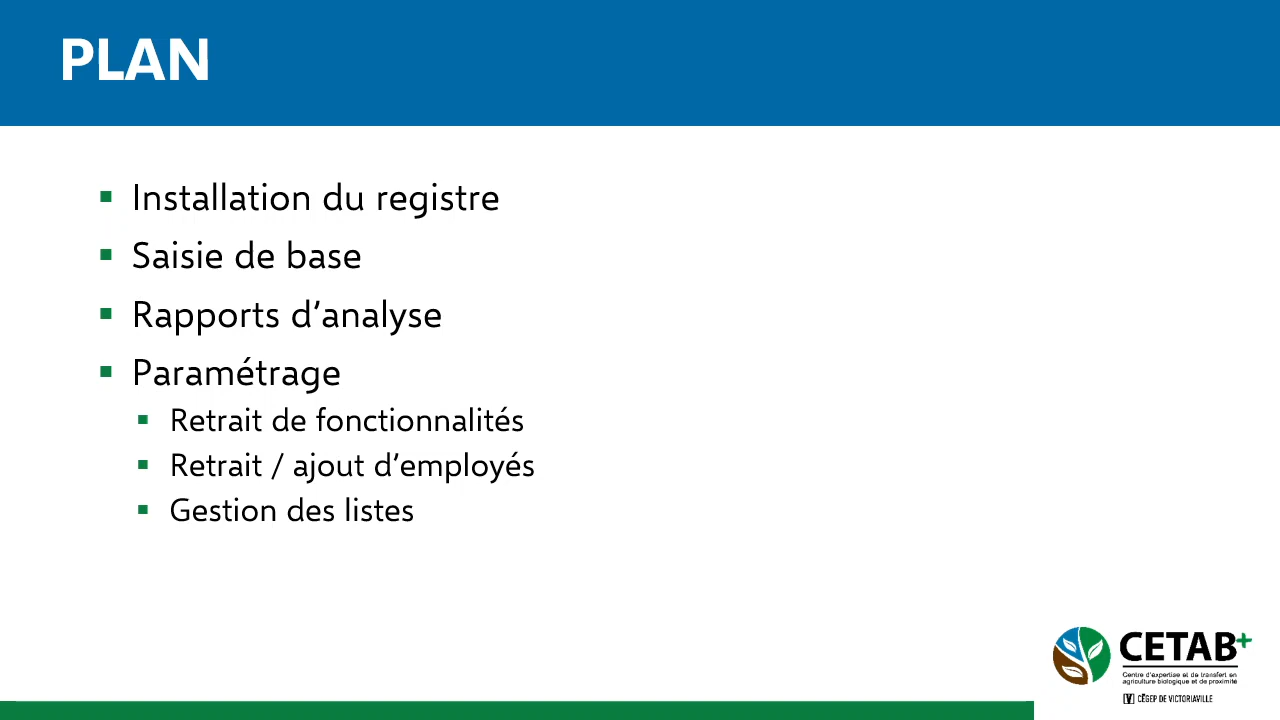 PLAN
Installation du registre
Saisie de base
Rapports d’analyse
Paramétrage
Retrait de fonctionnalités
Retrait / ajout d’employés
Gestion des listes
CETAB+
Centre d'expertise et de transfert en
agriculture biologique et de proximité
CÉGEP DE VICTORIAVILLE